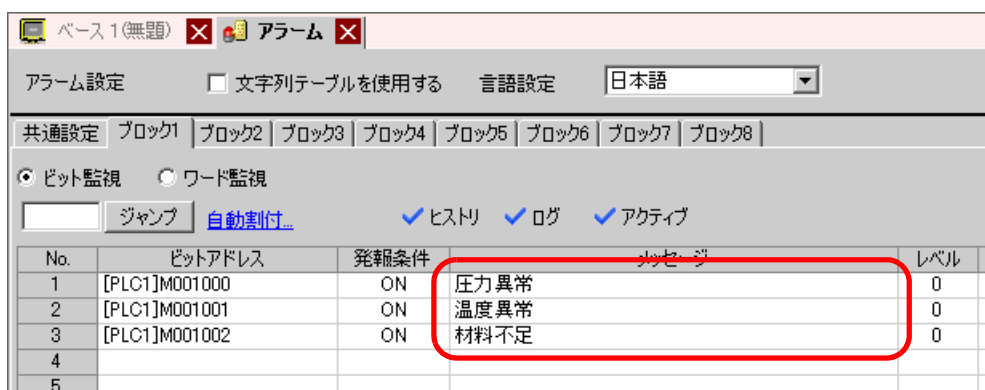 ベース1(無題) アラーム
アラーム設定 文字列テーブルを使用する 言語設定 日本語
共通設定 ブロック1 ブロック2 ブロック3 ブロック4 ブロック5 ブロック6 ブロック7 ブロック8
ビット監視 ワード監視
ジャンプ 自動割付... ヒストリ ログ アクティブ
No. ビットアドレス 発報条件 メッセージ レベル
1 [PLC1]M001000 ON 圧力異常 0
2 [PLC1]M001001 ON 温度異常 0
3 [PLC1]M001002 ON 材料不足 0
4
5